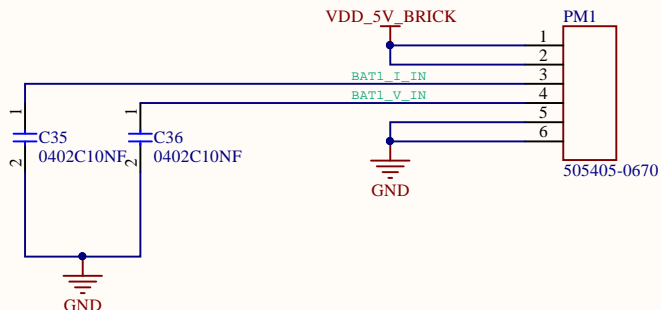 VDD_5V_BRICK
PM1
1
2
BAT1_I_IN
3
BAT1_V_IN
4
5
6
1
C35
0402C10NF
2
1
C36
0402C10NF
2
GND
505405-0670
GND